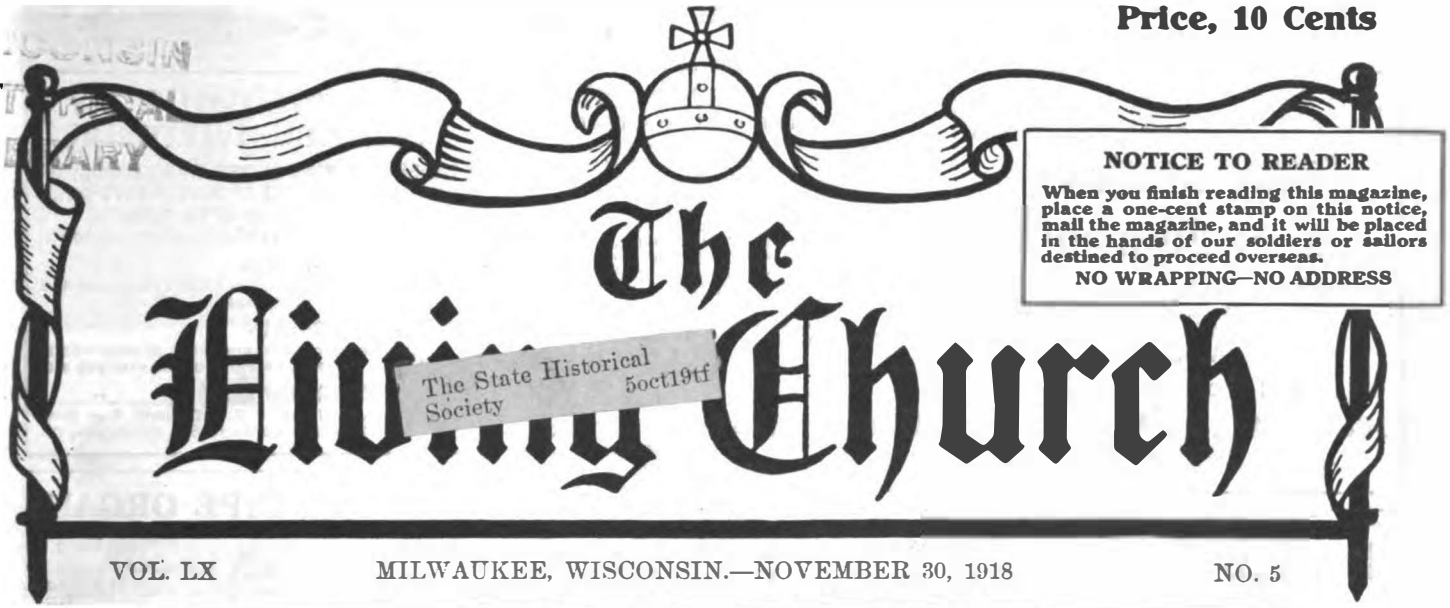 Price, 10 Cents
NOTICE TO READER
When you finish reading this magazine,
place a one-cent stamp on this notice,
mail the magazine, and it will be placed
in the hands of our soldiers or sailors
destined to proceed overseas.
NO WRAPPING—NO ADDRESS
The
Living Church
The State Historical
Society 5oct19tf
VOL. LX MILWAUKEE, WISCONSIN.—NOVEMBER 30, 1918 NO. 5